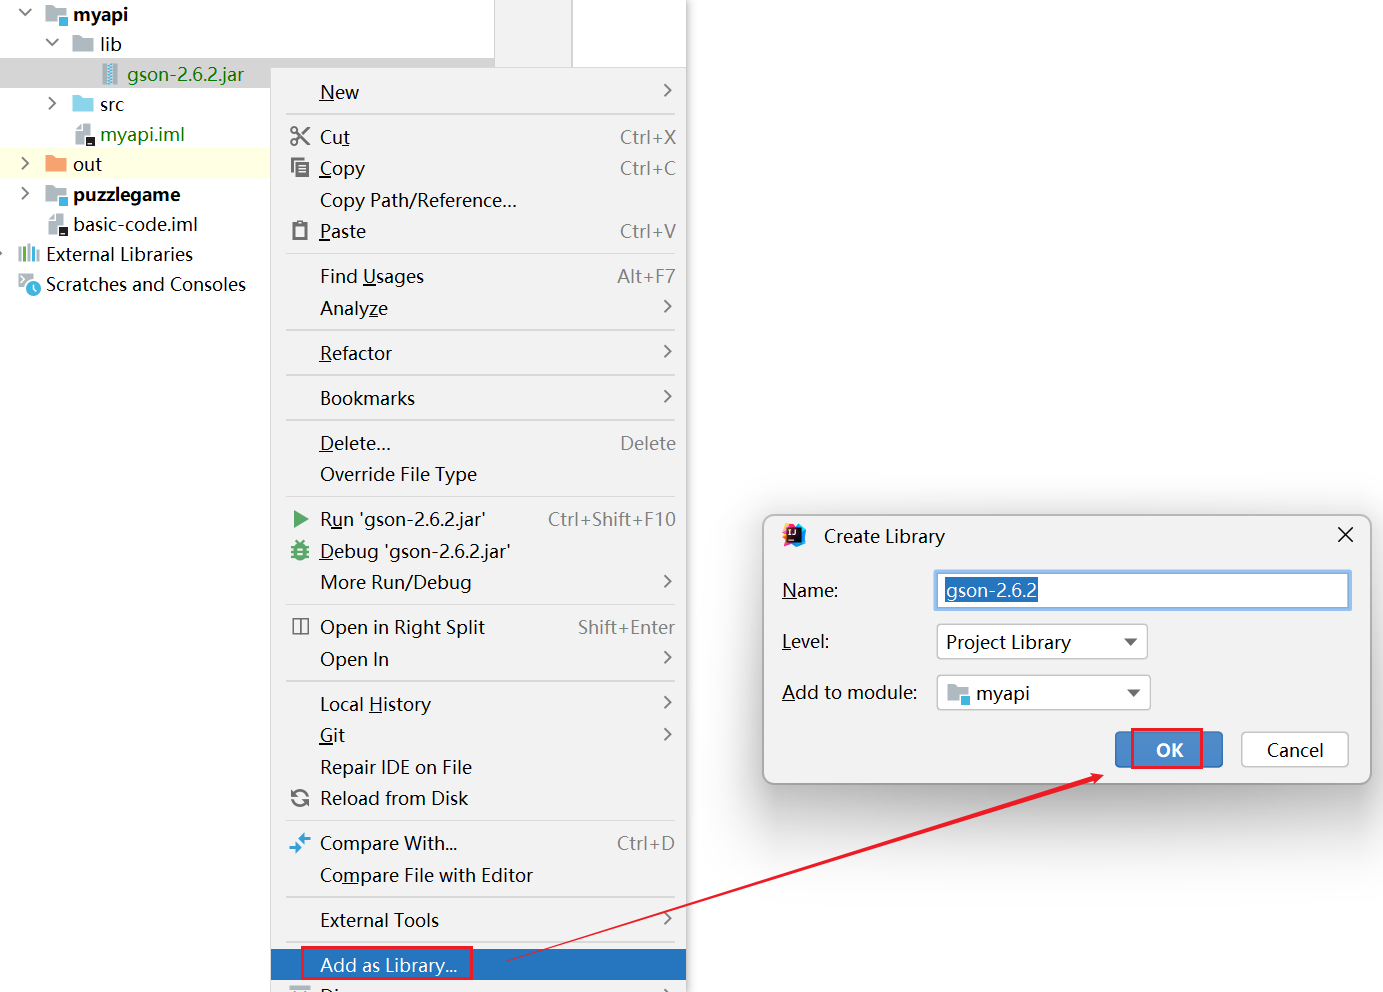 myapi
lib
gson-2.6.2.jar
src
myapi.iml
out
puzzlegame
basic-code.iml
External Libraries
Scratches and Consoles
New
Cut Ctrl+X
Copy Ctrl+C
Copy Path/Reference...
Paste Ctrl+V
Find Usages Alt+F7
Analyze
Refactor
Bookmarks
Delete... Delete
Override File Type
Run 'gson-2.6.2.jar' Ctrl+Shift+F10
Debug 'gson-2.6.2.jar'
More Run/Debug
Open in Right Split Shift+Enter
Open In
Local History
Git
Repair IDE on File
Reload from Disk
Compare With... Ctrl+D
Compare File with Editor
External Tools
Add as Library...
Create Library
Name: gson-2.6.2
Level: Project Library
Add to module: myapi
OK Cancel